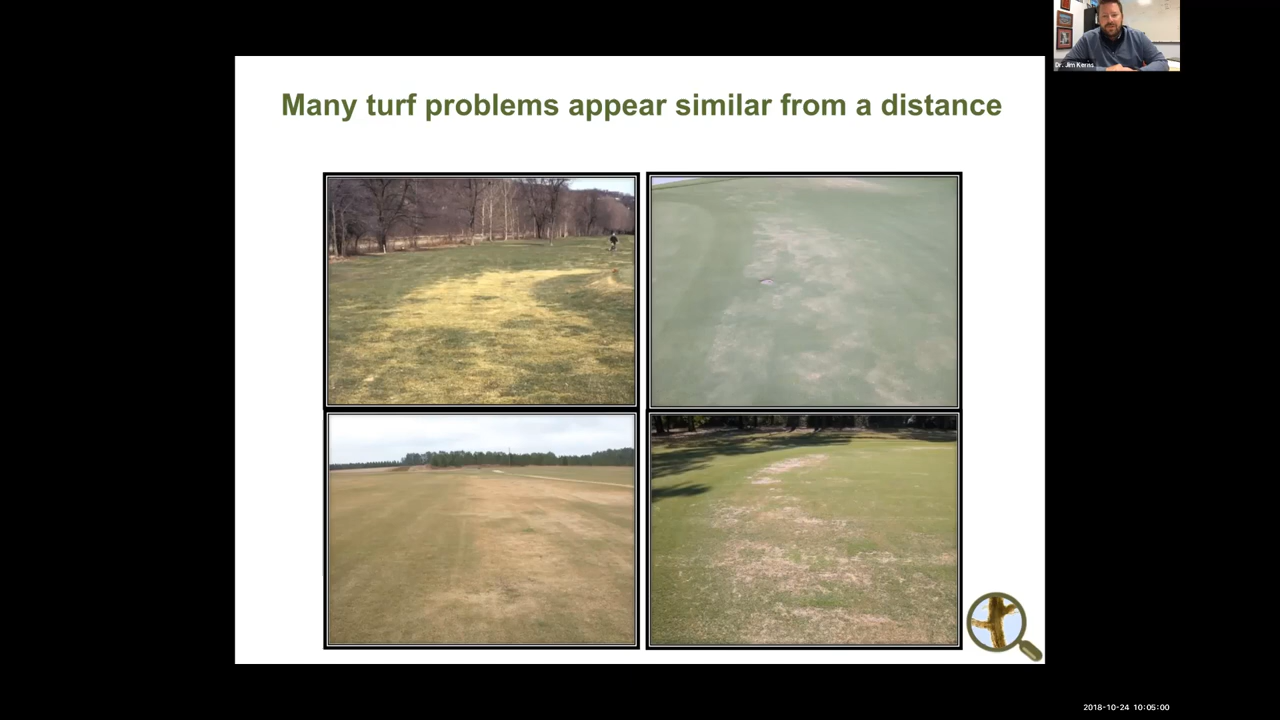 Dr. Jim Kerns
Many turf problems appear similar from a distance
2018-10-24 10:05:00